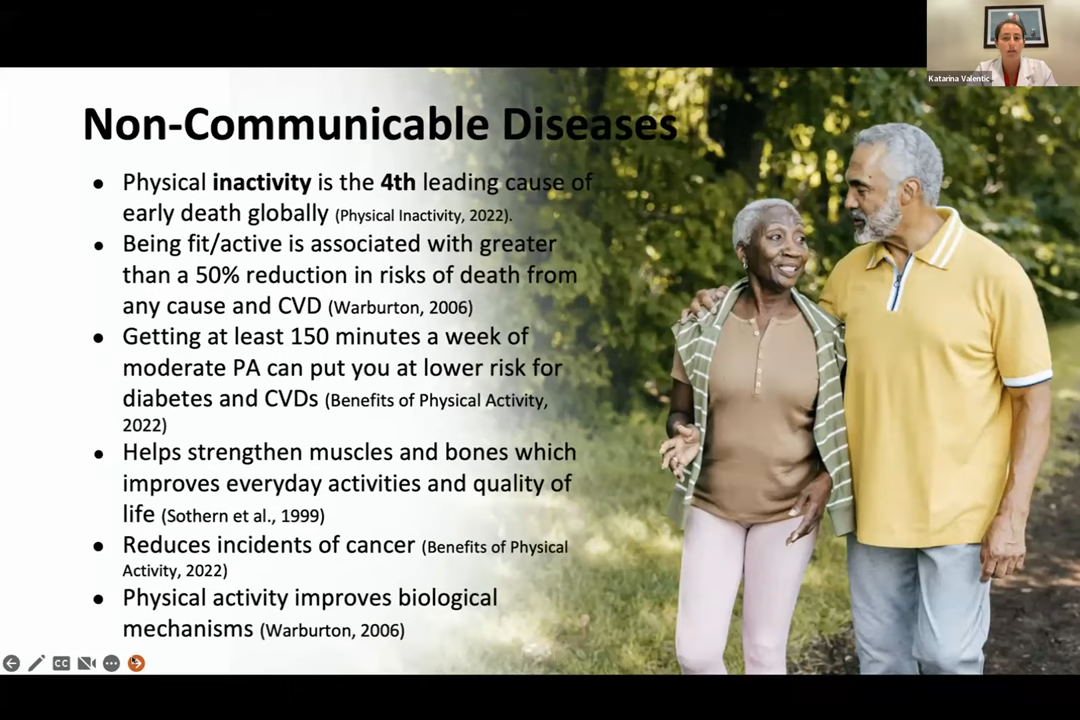 Katarina Valentic
Non-Communicable Diseases
● Physical inactivity is the 4th leading cause of
early death globally (Physical Inactivity, 2022).
● Being fit/active is associated with greater
than a 50% reduction in risks of death from
any cause and CVD (Warburton, 2006)
● Getting at least 150 minutes a week of
moderate PA can put you at lower risk for
diabetes and CVDs (Benefits of Physical Activity,
2022)
● Helps strengthen muscles and bones which
improves everyday activities and quality of
life (Sothern et al., 1999)
● Reduces incidents of cancer (Benefits of Physical
Activity, 2022)
● Physical activity improves biological
mechanisms (Warburton, 2006)
CC